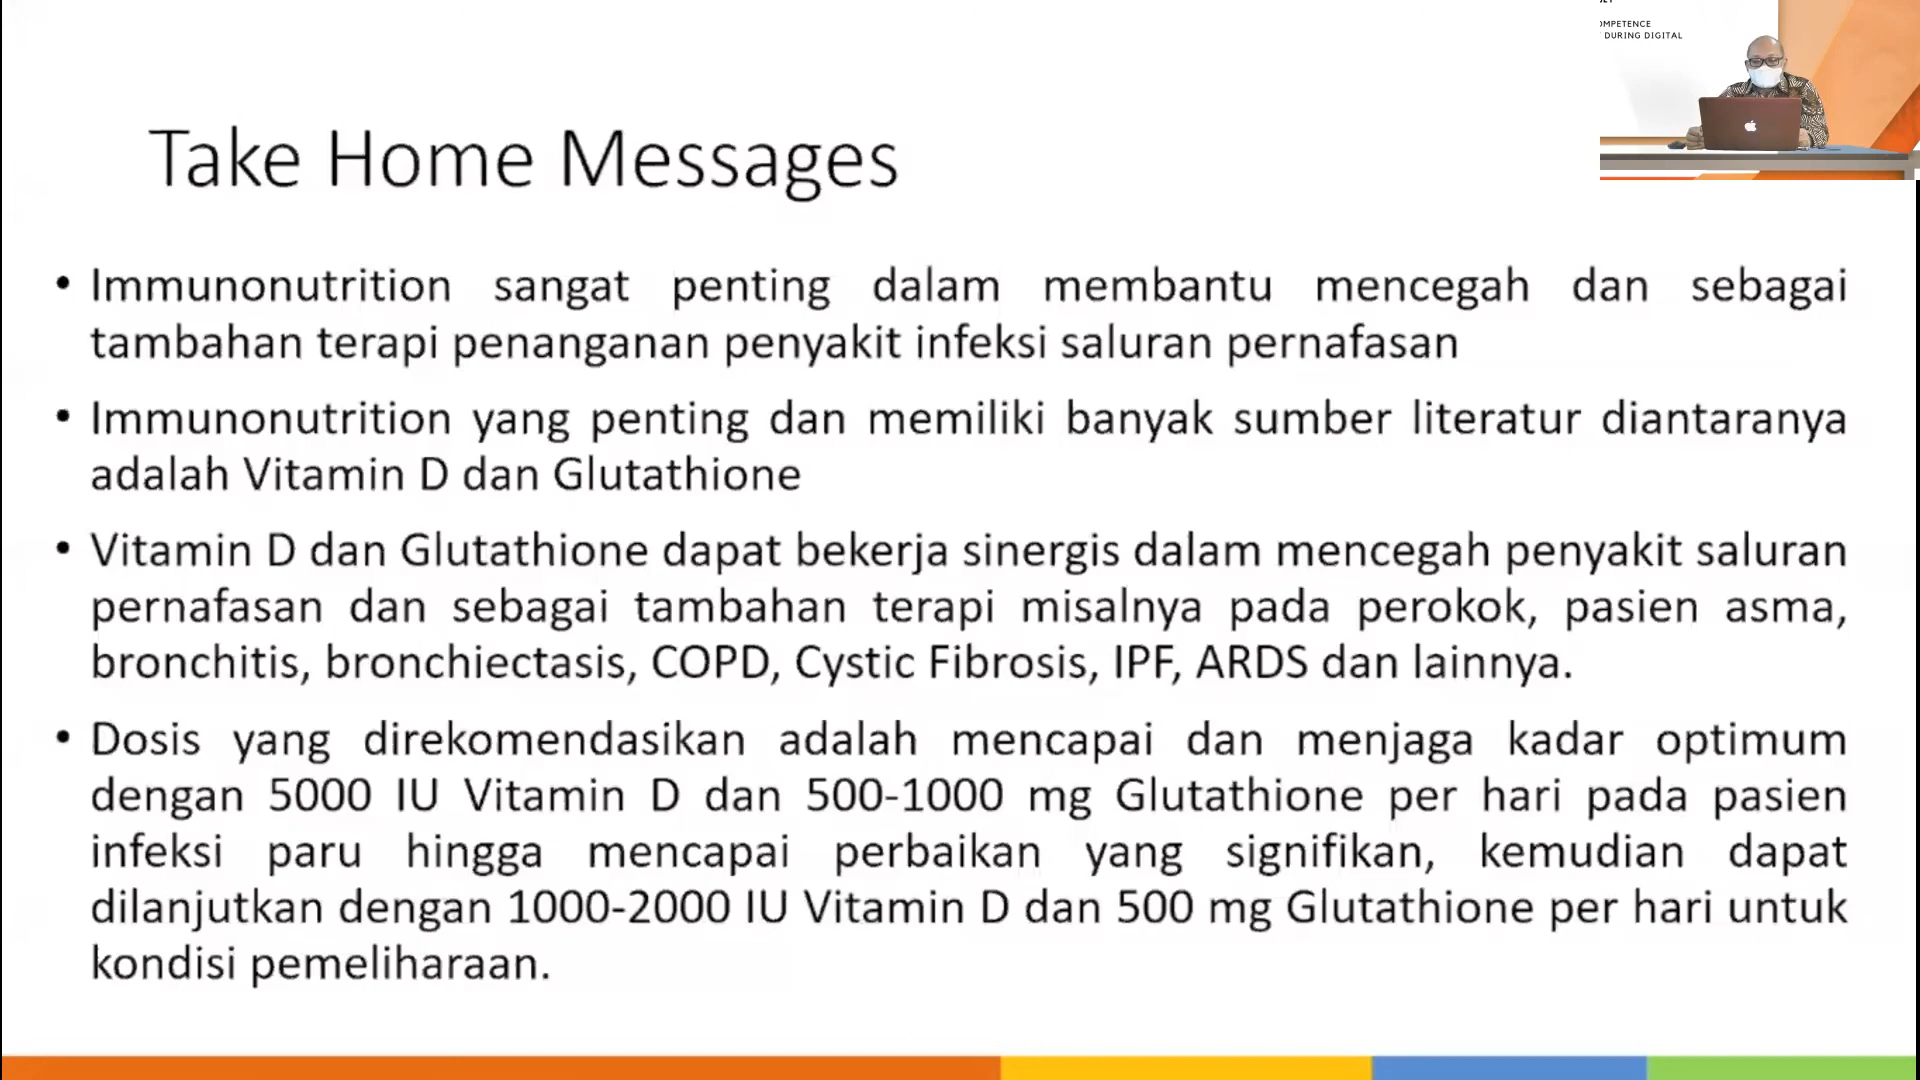 OMPETENCE
DURING DIGITAL
Take Home Messages
• Immunonutrition sangat penting dalam membantu mencegah dan sebagai
tambahan terapi penanganan penyakit infeksi saluran pernafasan
• Immunonutrition yang penting dan memiliki banyak sumber literatur diantaranya
adalah Vitamin D dan Glutathione
• Vitamin D dan Glutathione dapat bekerja sinergis dalam mencegah penyakit saluran
pernafasan dan sebagai tambahan terapi misalnya pada perokok, pasien asma,
bronchitis, bronchiectasis, COPD, Cystic Fibrosis, IPF, ARDS dan lainnya.
• Dosis yang direkomendasikan adalah mencapai dan menjaga kadar optimum
dengan 5000 IU Vitamin D dan 500-1000 mg Glutathione per hari pada pasien
infeksi paru hingga mencapai perbaikan yang signifikan, kemudian dapat
dilanjutkan dengan 1000-2000 IU Vitamin D dan 500 mg Glutathione per hari untuk
kondisi pemeliharaan.